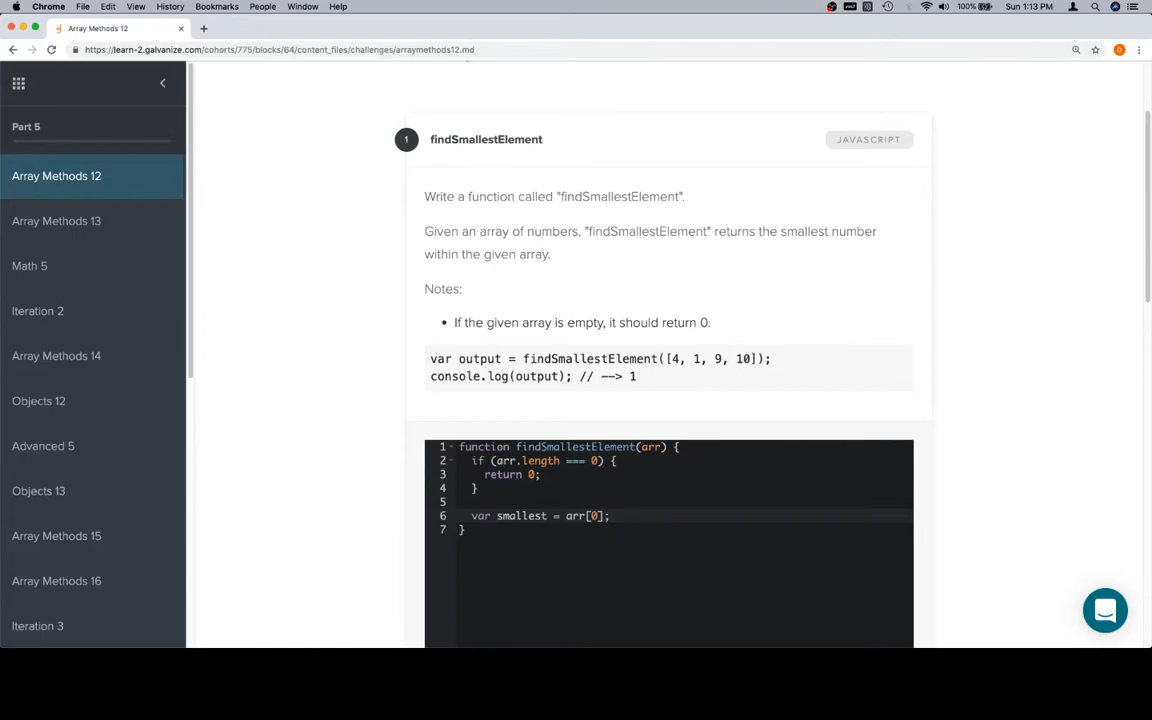 Chrome File Edit View History Bookmarks People Window Help
100% Sun 1:13 PM
Array Methods 12
https://learn-2.galvanize.com/cohorts/775/blocks/64/content_files/challenges/arraymethods12.md
Part 5
Array Methods 12
Array Methods 13
Math 5
Iteration 2
Array Methods 14
Objects 12
Advanced 5
Objects 13
Array Methods 15
Array Methods 16
Iteration 3
1 findSmallestElement JAVASCRIPT
Write a function called "findSmallestElement".
Given an array of numbers, "findSmallestElement" returns the smallest number
within the given array.
Notes:
• If the given array is empty, it should return 0.
var output = findSmallestElement([4, 1, 9, 10]);
console.log(output); // --> 1
1 function findSmallestElement(arr) {
2 if (arr.length === 0) {
3 return 0;
4 }
5
6 var smallest = arr[0];
7 }